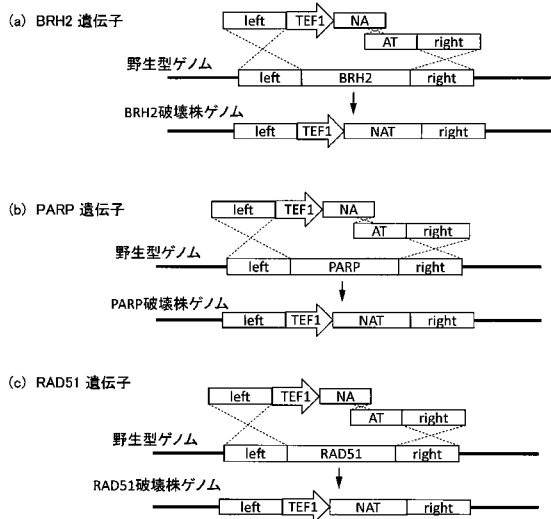 (a) BRH2 遺伝子
left TEF1 NA
AT right
野生型ゲノム
left BRH2 right
BRH2破壊株ゲノム
left TEF1 NAT right
(b) PARP 遺伝子
left TEF1 NA
AT right
野生型ゲノム
left PARP right
PARP破壊株ゲノム
left TEF1 NAT right
(c) RAD51 遺伝子
left TEF1 NA
AT right
野生型ゲノム
left RAD51 right
RAD51破壊株ゲノム
left TEF1 NAT right